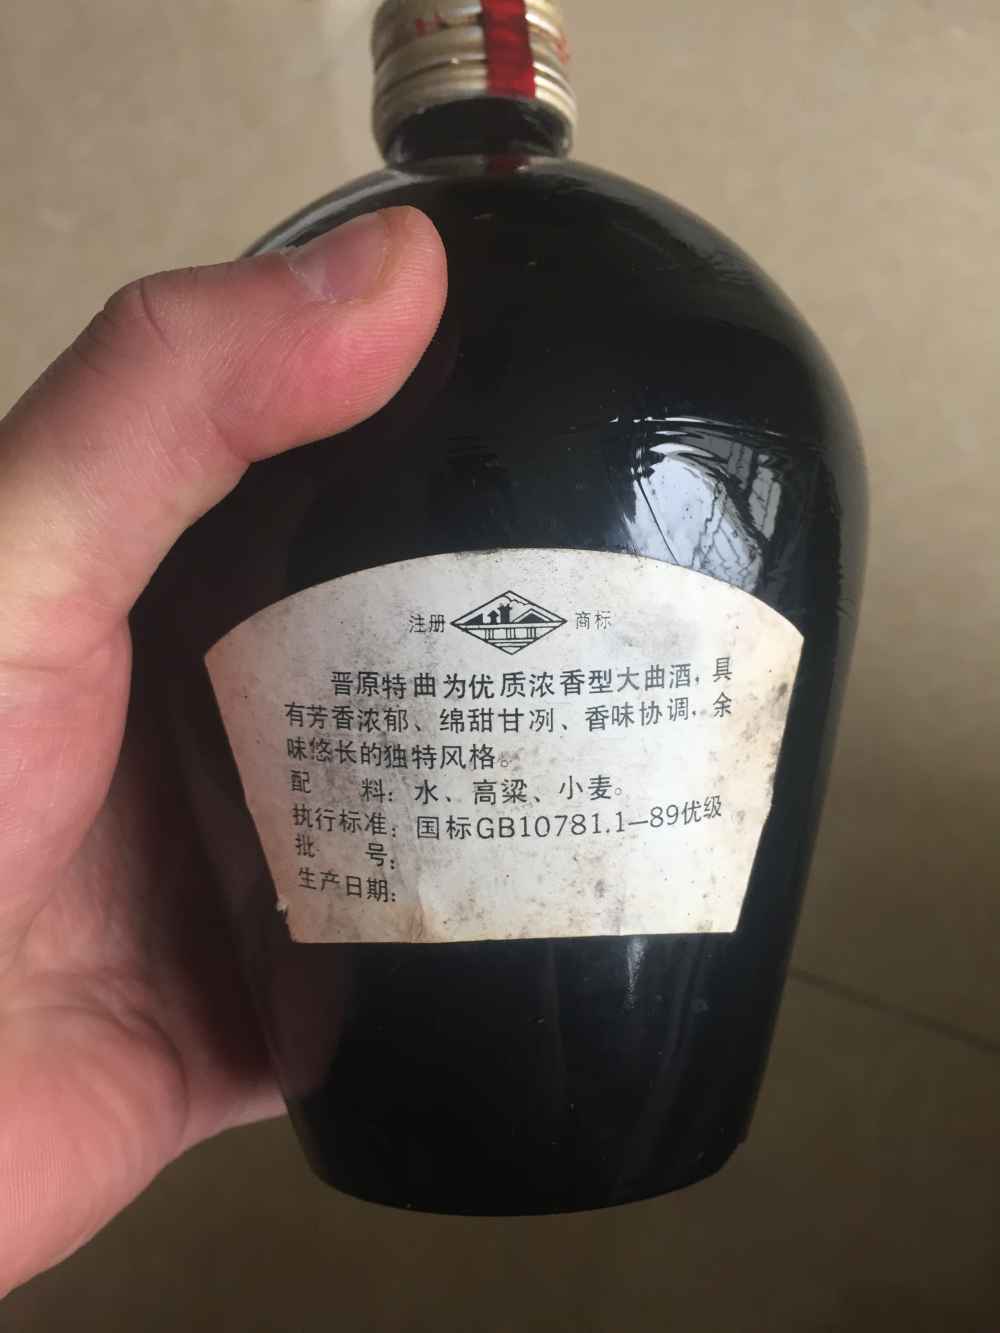 注册 商标
晋原特曲为优质浓香型大曲酒，具
有芳香浓郁、绵甜甘冽、香味协调，余
味悠长的独特风格。
配 料：水、高粱、小麦。
执行标准：国标GB10781.1—89优级
批 号：
生产日期：